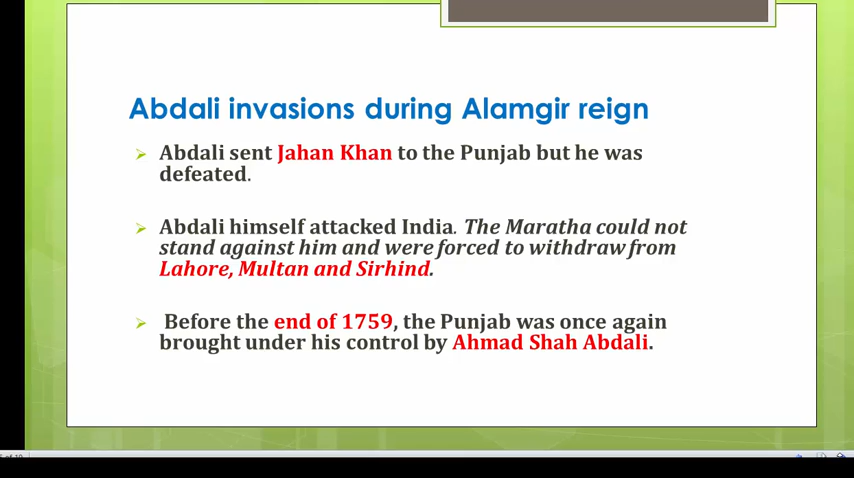 Abdali invasions during Alamgir reign
Abdali sent Jahan Khan to the Punjab but he was
defeated.
Abdali himself attacked India. The Maratha could not
stand against him and were forced to withdraw from
Lahore, Multan and Sirhind.
Before the end of 1759, the Punjab was once again
brought under his control by Ahmad Shah Abdali.